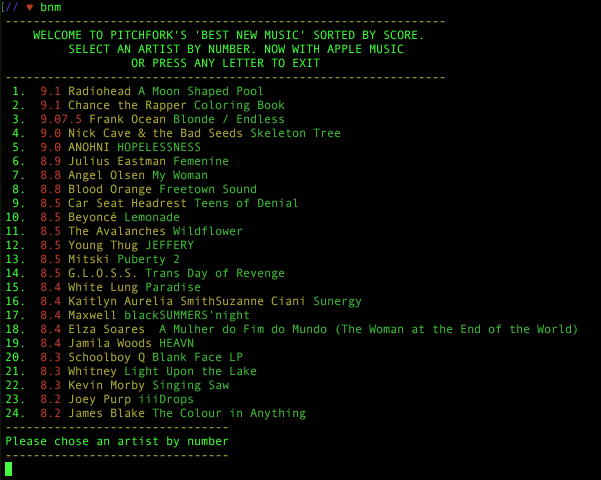 [// ♥ bnm
-----------------------------------------------------------------
WELCOME TO PITCHFORK'S 'BEST NEW MUSIC' SORTED BY SCORE.
SELECT AN ARTIST BY NUMBER. NOW WITH APPLE MUSIC
OR PRESS ANY LETTER TO EXIT
-----------------------------------------------------------------
1. 9.1 Radiohead A Moon Shaped Pool
2. 9.1 Chance the Rapper Coloring Book
3. 9.07.5 Frank Ocean Blonde / Endless
4. 9.0 Nick Cave & the Bad Seeds Skeleton Tree
5. 9.0 ANOHNI HOPELESSNESS
6. 8.9 Julius Eastman Femenine
7. 8.8 Angel Olsen My Woman
8. 8.8 Blood Orange Freetown Sound
9. 8.5 Car Seat Headrest Teens of Denial
10. 8.5 Beyoncé Lemonade
11. 8.5 The Avalanches Wildflower
12. 8.5 Young Thug JEFFERY
13. 8.5 Mitski Puberty 2
14. 8.5 G.L.O.S.S. Trans Day of Revenge
15. 8.4 White Lung Paradise
16. 8.4 Kaitlyn Aurelia SmithSuzanne Ciani Sunergy
17. 8.4 Maxwell blackSUMMERS'night
18. 8.4 Elza Soares A Mulher do Fim do Mundo (The Woman at the End of the World)
19. 8.4 Jamila Woods HEAVN
20. 8.3 Schoolboy Q Blank Face LP
21. 8.3 Whitney Light Upon the Lake
22. 8.3 Kevin Morby Singing Saw
23. 8.2 Joey Purp iiiDrops
24. 8.2 James Blake The Colour in Anything
--------------------------------
Please chose an artist by number
--------------------------------